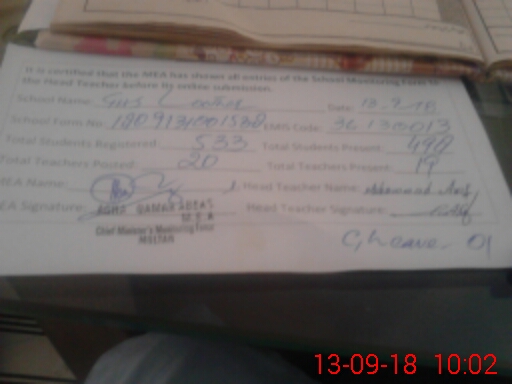 It is certified that the MEA has shown all entries of the School Monitoring Form to
the Head Teacher before its online submission.
School Name: GHS Date: 13-9-18
School Form No: EMIS Code:
Total Students Registered: 533 Total Students Present: 498
Total Teachers Posted: 20 Total Teachers Present: 19
MEA Name: Head Teacher Name:
MEA Signature: Head Teacher Signature:
M.E.A
Chief Minister's Monitoring Force
MULTAN
C, Leave - 01
13-09-18 10:02